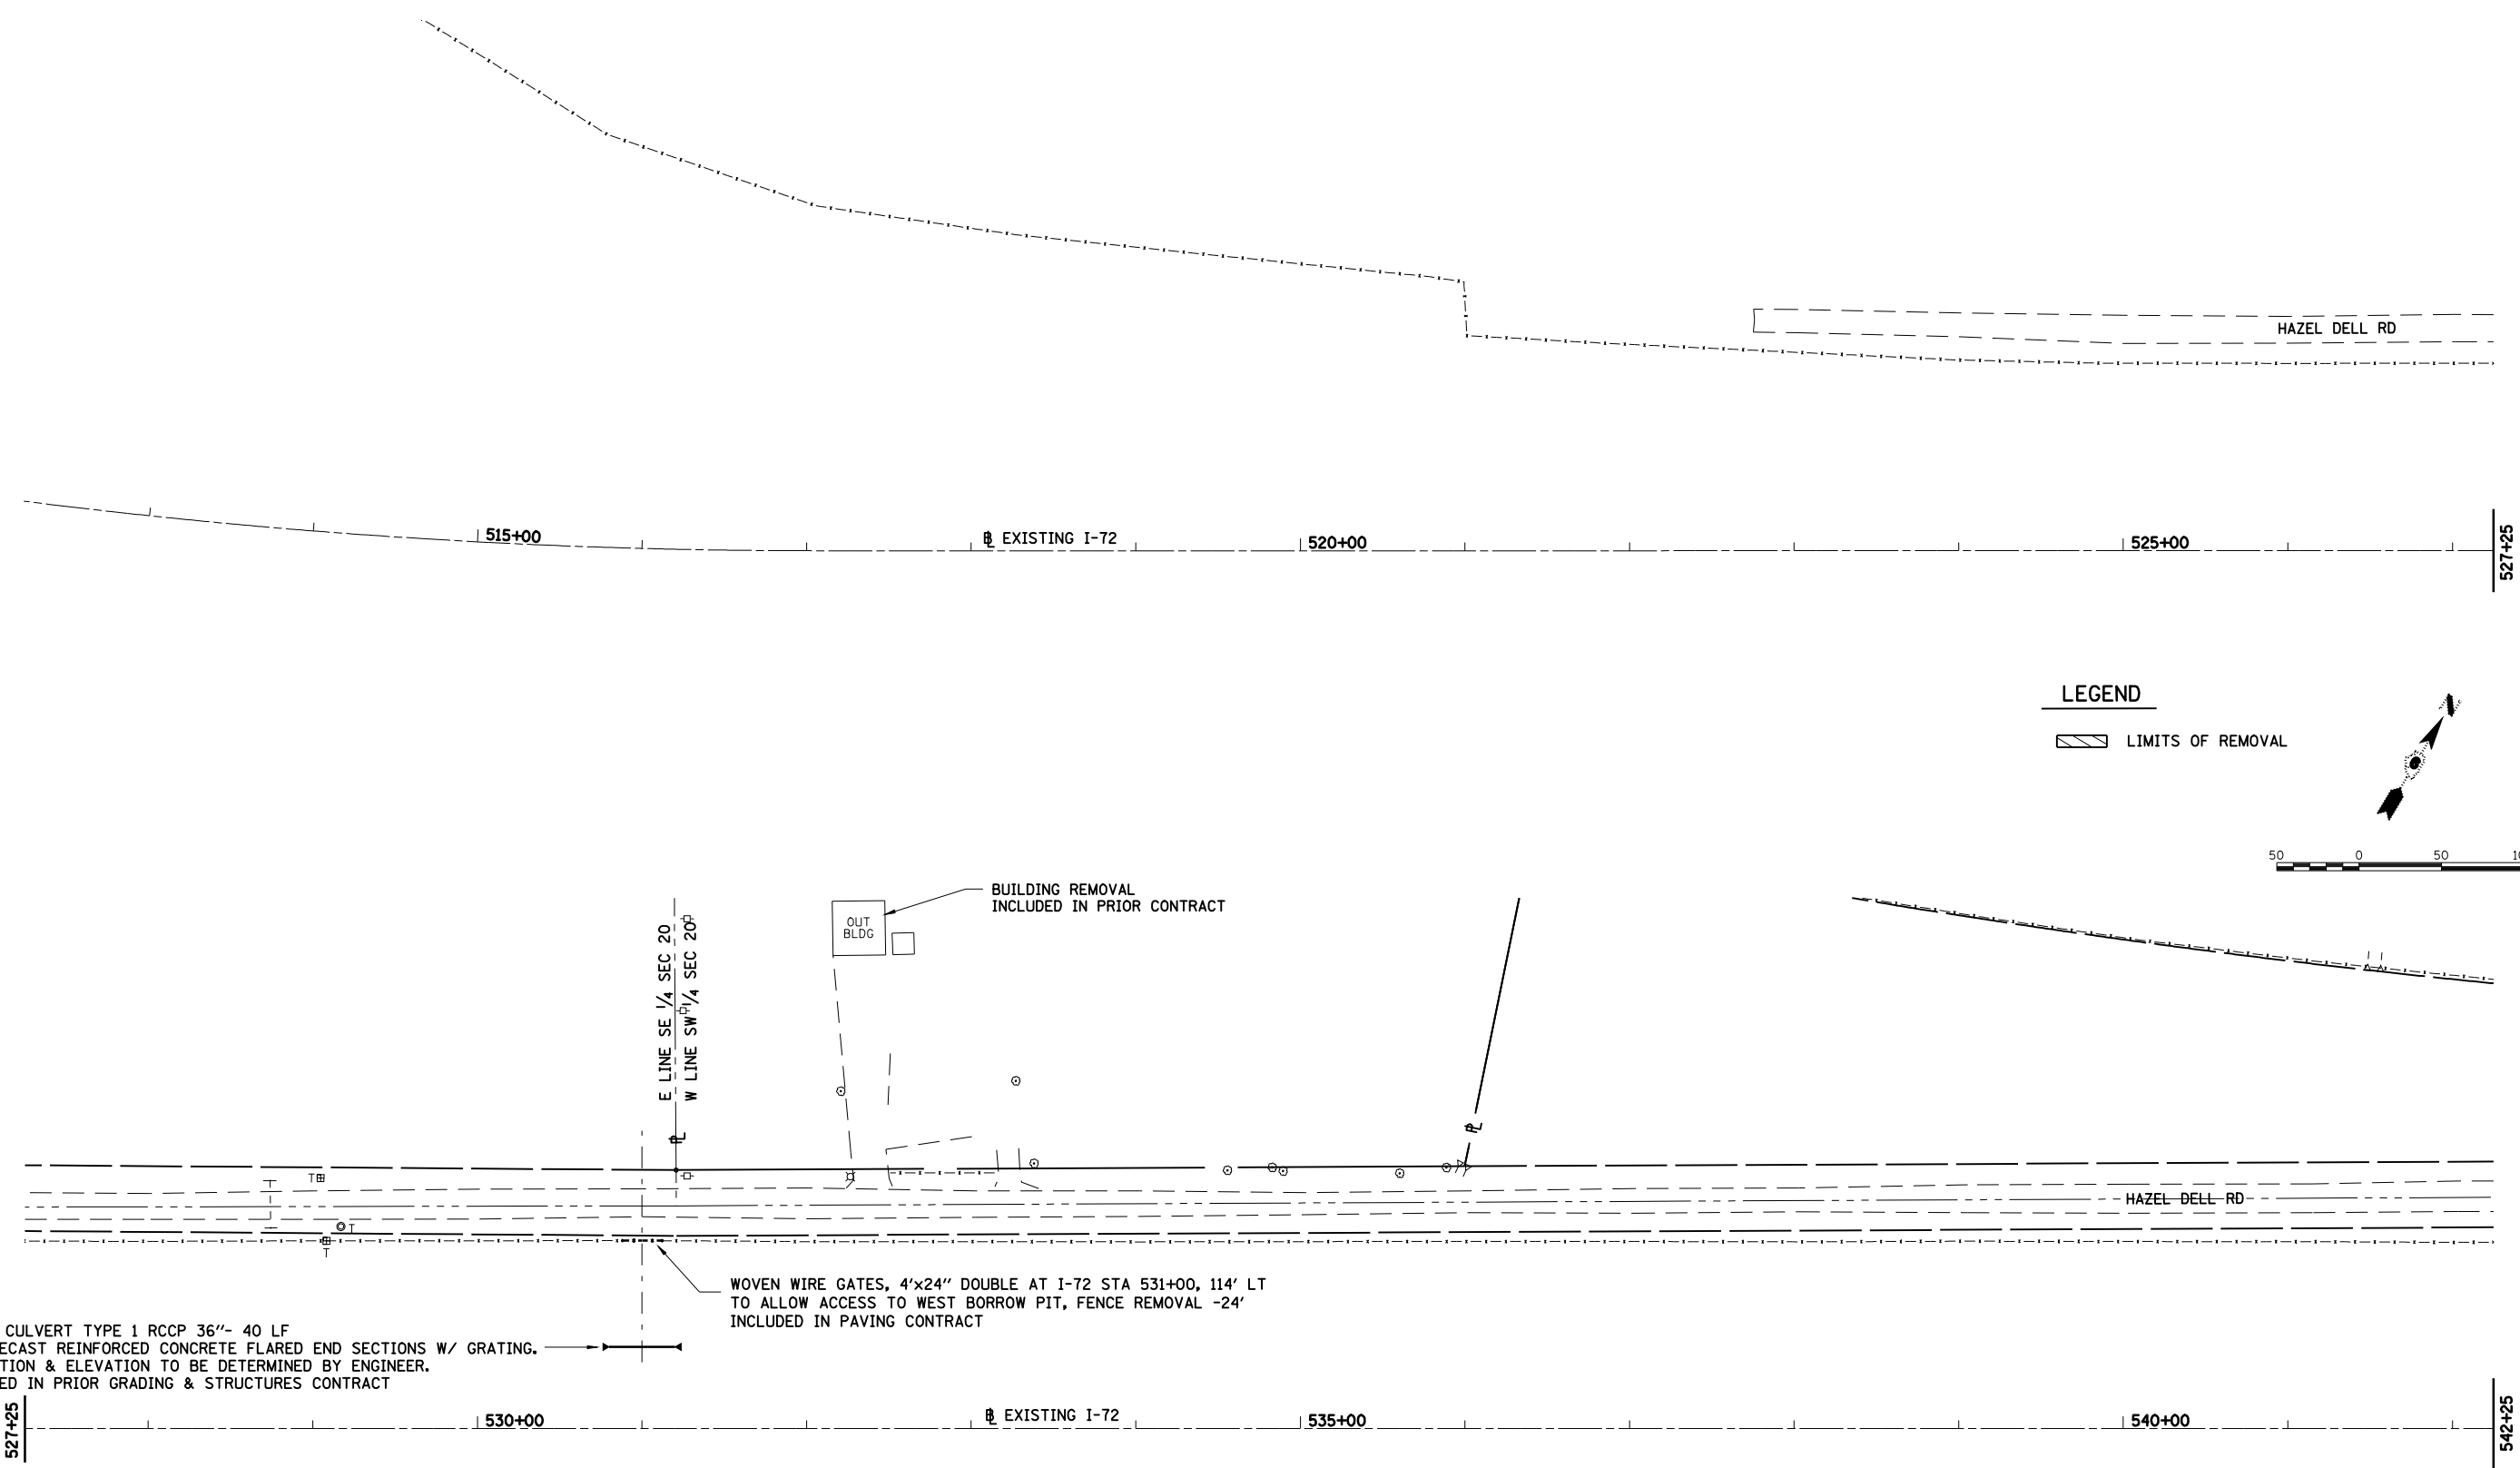 HAZEL DELL RD
515+00
BL EXISTING I-72
520+00
525+00
527+25
LEGEND
LIMITS OF REMOVAL
N
50 0 50
BUILDING REMOVAL
INCLUDED IN PRIOR CONTRACT
OUT
BLDG
E LINE SE 1/4 SEC 20
W LINE SW 1/4 SEC 20
PL
PL
T
T
T
HAZEL DELL RD
WOVEN WIRE GATES, 4'x24" DOUBLE AT I-72 STA 531+00, 114' LT
TO ALLOW ACCESS TO WEST BORROW PIT, FENCE REMOVAL -24'
INCLUDED IN PAVING CONTRACT
CULVERT TYPE 1 RCCP 36"- 40 LF
ECAST REINFORCED CONCRETE FLARED END SECTIONS W/ GRATING.
TION & ELEVATION TO BE DETERMINED BY ENGINEER.
ED IN PRIOR GRADING & STRUCTURES CONTRACT
527+25
530+00
BL EXISTING I-72
535+00
540+00
542+25